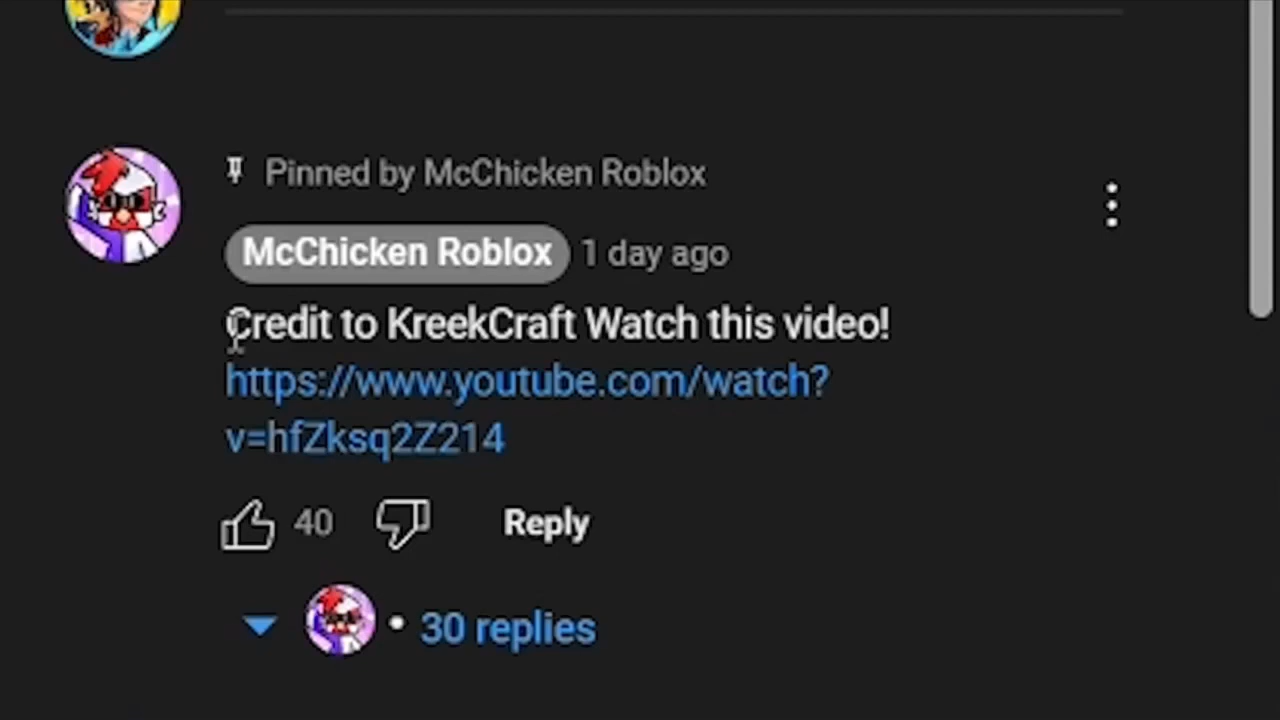 Pinned by McChicken Roblox
McChicken Roblox 1 day ago
Credit to KreekCraft Watch this video!
https://www.youtube.com/watch?
v=hfZksq2Z214
40 Reply
30 replies